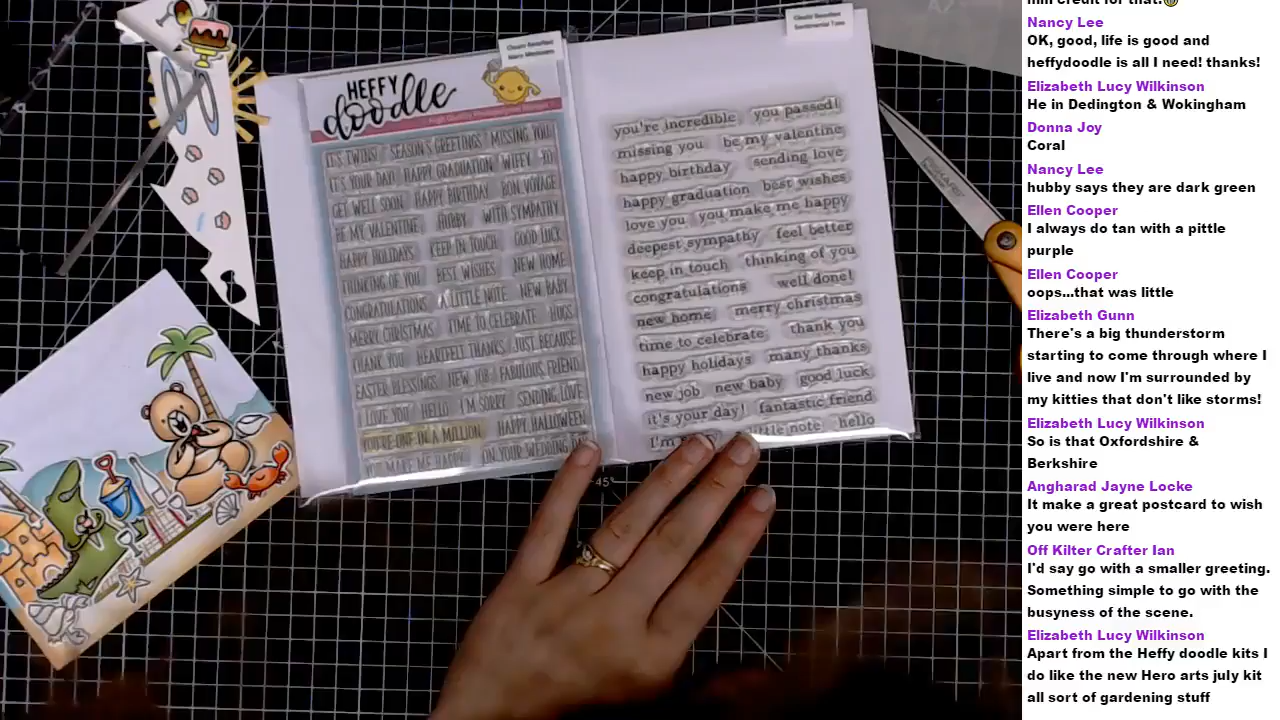 Classic Sensitext
Sentimental Tone
HEFFY
doodle
IT'S TWINS! SEASON'S GREETINGS MISSING YOU
IT'S YOUR DAY! HAPPY GRADUATION WIFEY TO
GET WELL SOON HAPPY BIRTHDAY BON VOYAGE
BE MY VALENTINE HUBBY WITH SYMPATHY
HAPPY HOLIDAYS KEEP IN TOUCH GOOD LUCK
THINKING OF YOU BEST WISHES NEW HOME
CONGRATULATIONS A LITTLE NOTE NEW BABY
MERRY CHRISTMAS TIME TO CELEBRATE HUGS
THANK YOU HEARTFELT THANKS JUST BECAUSE
EASTER BLESSINGS NEW JOB FABULOUS FRIEND
I LOVE YOU HELLO I'M SORRY SENDING LOVE
YOU'RE ONE IN A MILLION HAPPY HALLOWEEN
YOU MAKE ME HAPPY ON YOUR WEDDING DAY
you're incredible you passed!
missing you be my valentine
happy birthday sending love
happy graduation best wishes
love you you make me happy
deepest sympathy feel better
keep in touch thinking of you
congratulations well done!
new home merry christmas
time to celebrate thank you
happy holidays many thanks
new job new baby good luck
it's your day! fantastic friend
I'm little note hello
45°
A2
him credit for that.
Nancy Lee
OK, good, life is good and
heffydoodle is all I need! thanks!
Elizabeth Lucy Wilkinson
He in Dedington & Wokingham
Donna Joy
Coral
Nancy Lee
hubby says they are dark green
Ellen Cooper
I always do tan with a pittle
purple
Ellen Cooper
oops...that was little
Elizabeth Gunn
There's a big thunderstorm
starting to come through where I
live and now I'm surrounded by
my kitties that don't like storms!
Elizabeth Lucy Wilkinson
So is that Oxfordshire &
Berkshire
Angharad Jayne Locke
It make a great postcard to wish
you were here
Off Kilter Crafter Ian
I'd say go with a smaller greeting.
Something simple to go with the
busyness of the scene.
Elizabeth Lucy Wilkinson
Apart from the Heffy doodle kits I
do like the new Hero arts july kit
all sort of gardening stuff